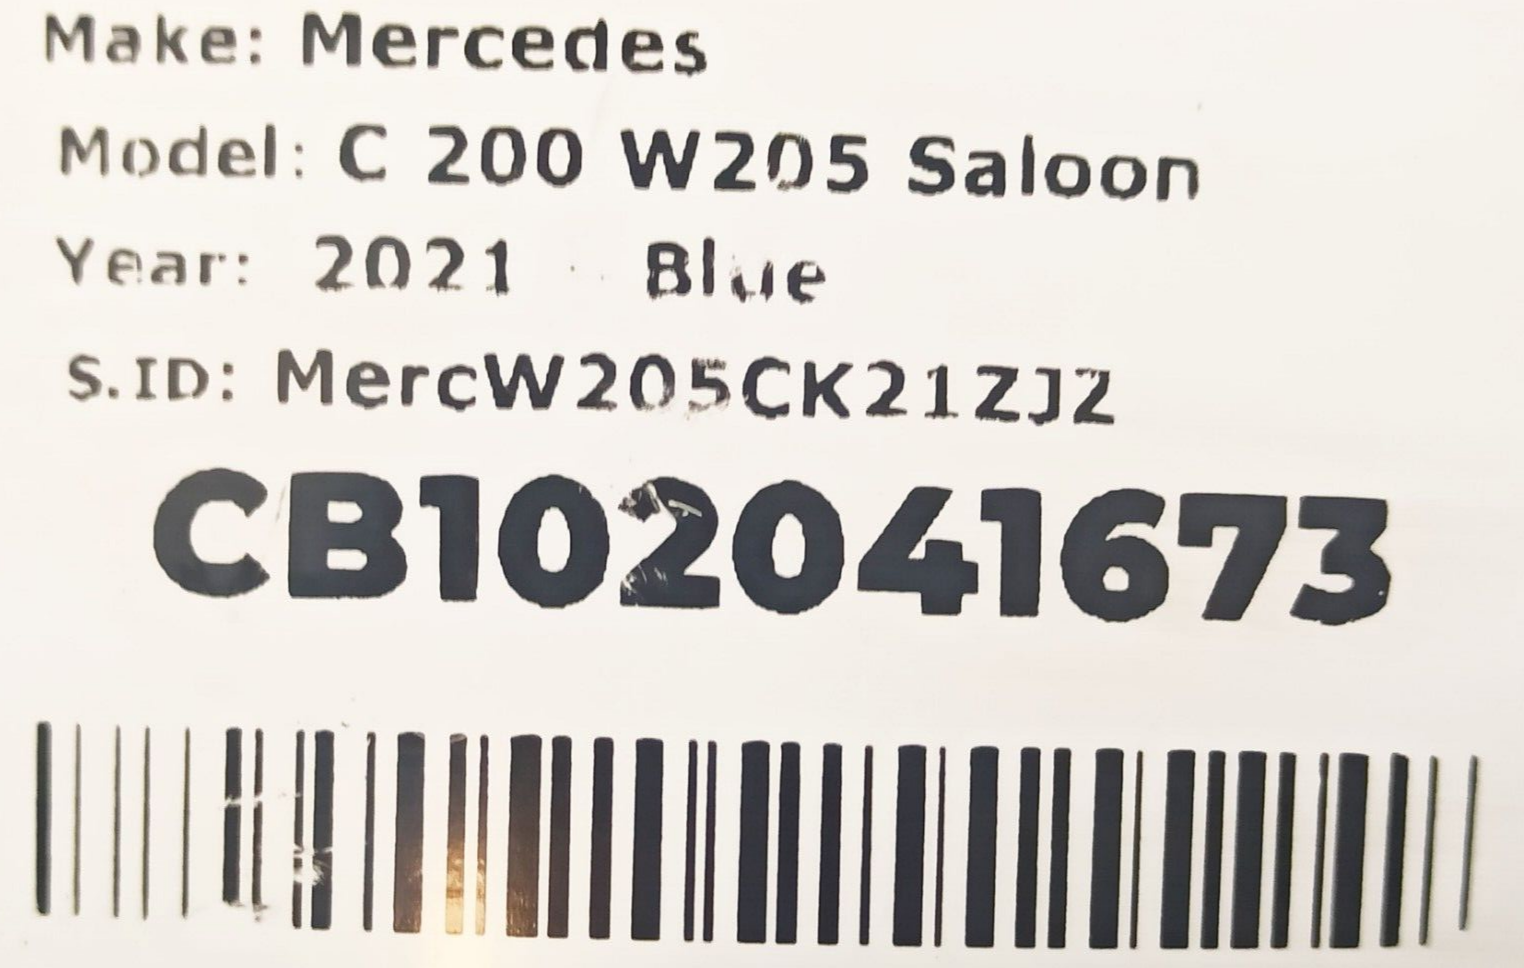 Make: Mercedes
Model: C 200 W205 Saloon
Year: 2021 Blue
S.ID: MercW205CK21ZJZ
CB102041673